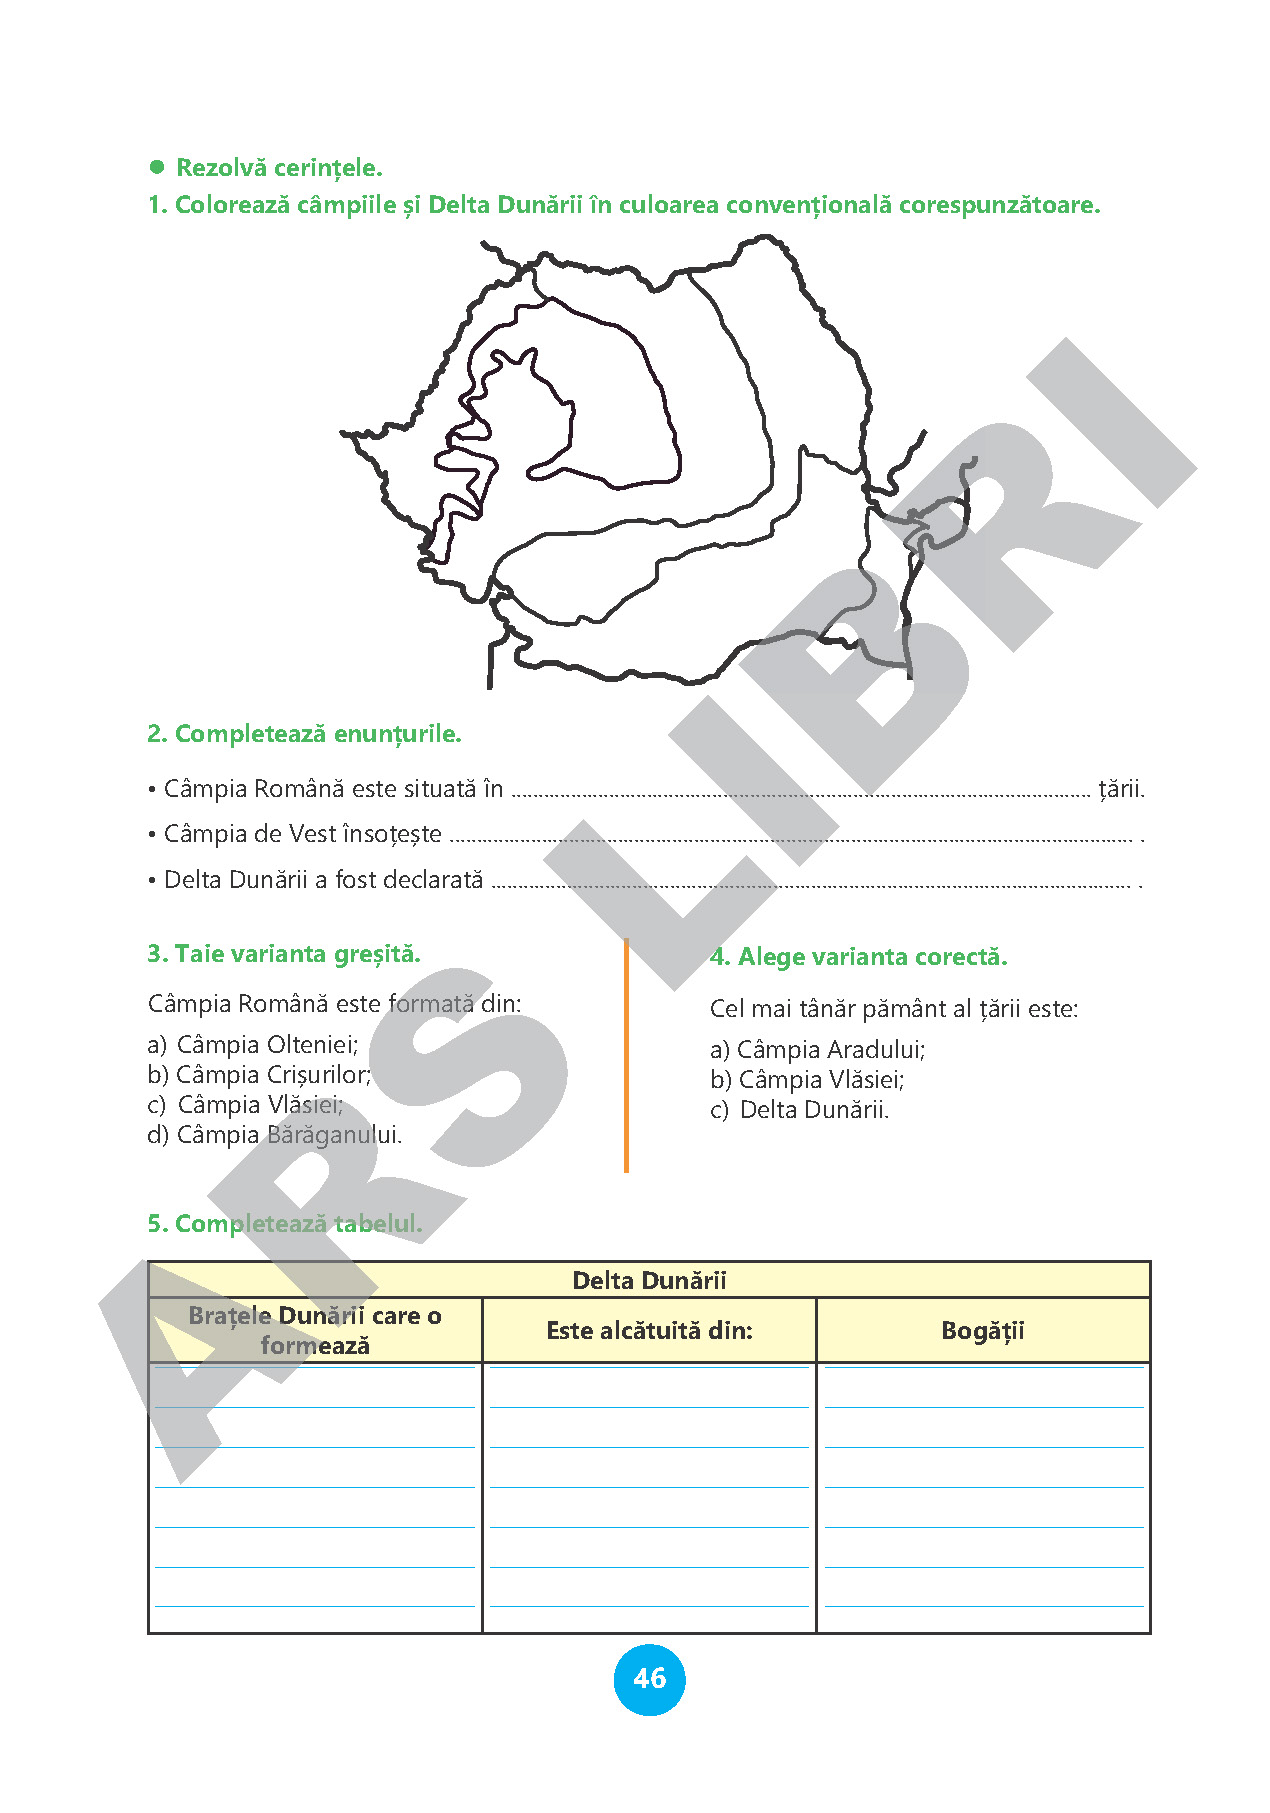 ● Rezolvă cerințele.
1. Colorează câmpiile și Delta Dunării în culoarea convențională corespunzătoare.
2. Completează enunțurile.
• Câmpia Română este situată în .......................................................................................................... țării.
• Câmpia de Vest însoțește ............................................................................................................................. .
• Delta Dunării a fost declarată ..................................................................................................................... .
3. Taie varianta greșită.
Câmpia Română este formată din:
a) Câmpia Olteniei;
b) Câmpia Crișurilor;
c) Câmpia Vlăsiei;
d) Câmpia Bărăganului.
4. Alege varianta corectă.
Cel mai tânăr pământ al țării este:
a) Câmpia Aradului;
b) Câmpia Vlăsiei;
c) Delta Dunării.
5. Completează tabelul.
Delta Dunării
Brațele Dunării care o
formează
Este alcătuită din:
Bogății
46
ARS LIBRI